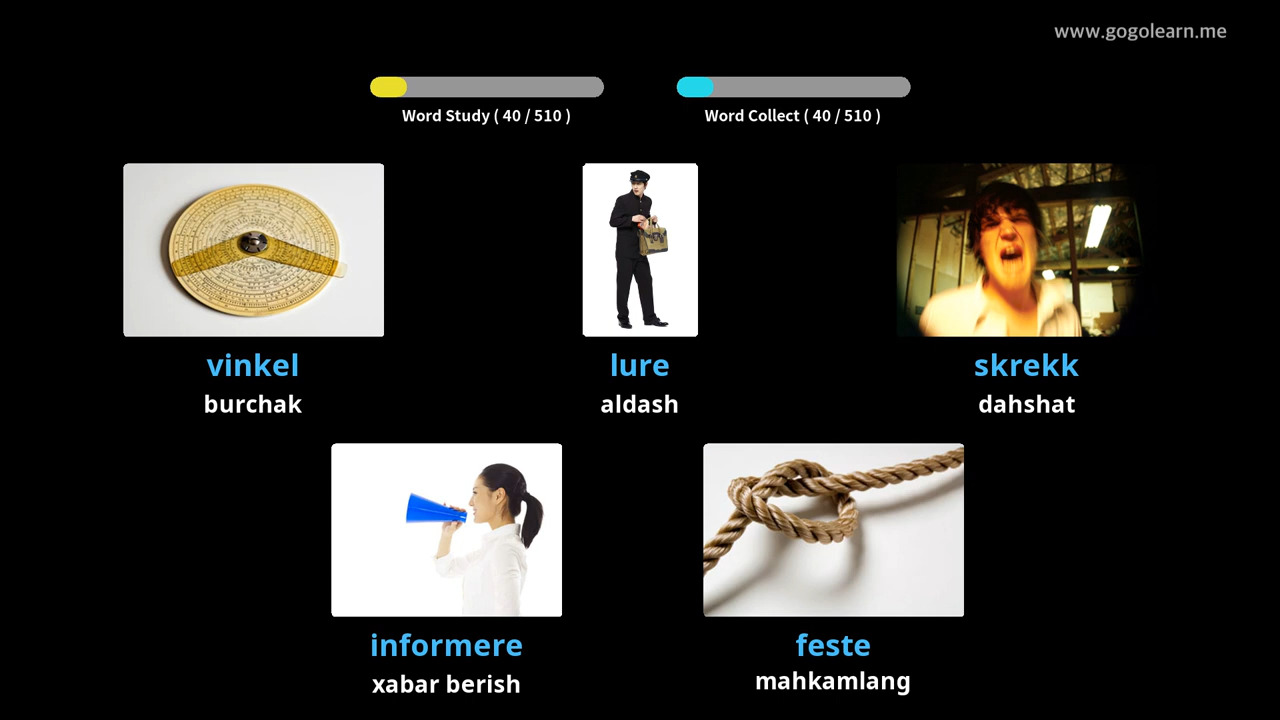 www.gogolearn.me
Word Study ( 40 / 510 )
Word Collect ( 40 / 510 )
vinkel
burchak
lure
aldash
skrekk
dahshat
informere
xabar berish
feste
mahkamlang